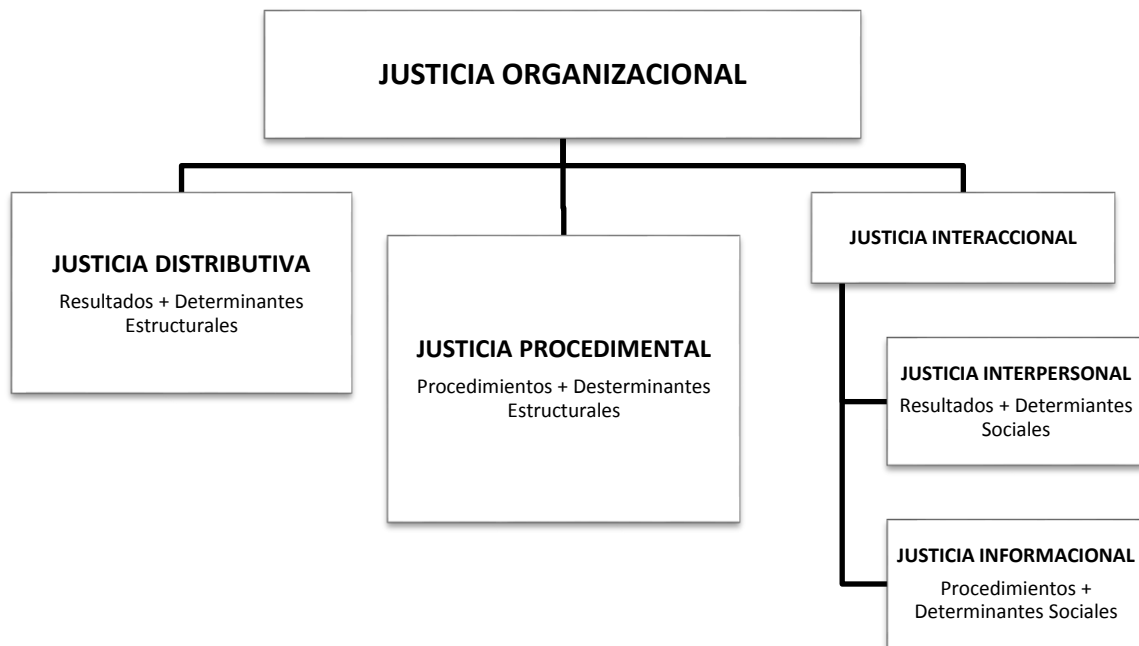 JUSTICIA ORGANIZACIONAL
JUSTICIA DISTRIBUTIVA
Resultados + Determinantes
Estructurales
JUSTICIA PROCEDIMENTAL
Procedimientos + Desterminantes
Estructurales
JUSTICIA INTERACCIONAL
JUSTICIA INTERPERSONAL
Resultados + Determiantes
Sociales
JUSTICIA INFORMACIONAL
Procedimientos +
Determinantes Sociales